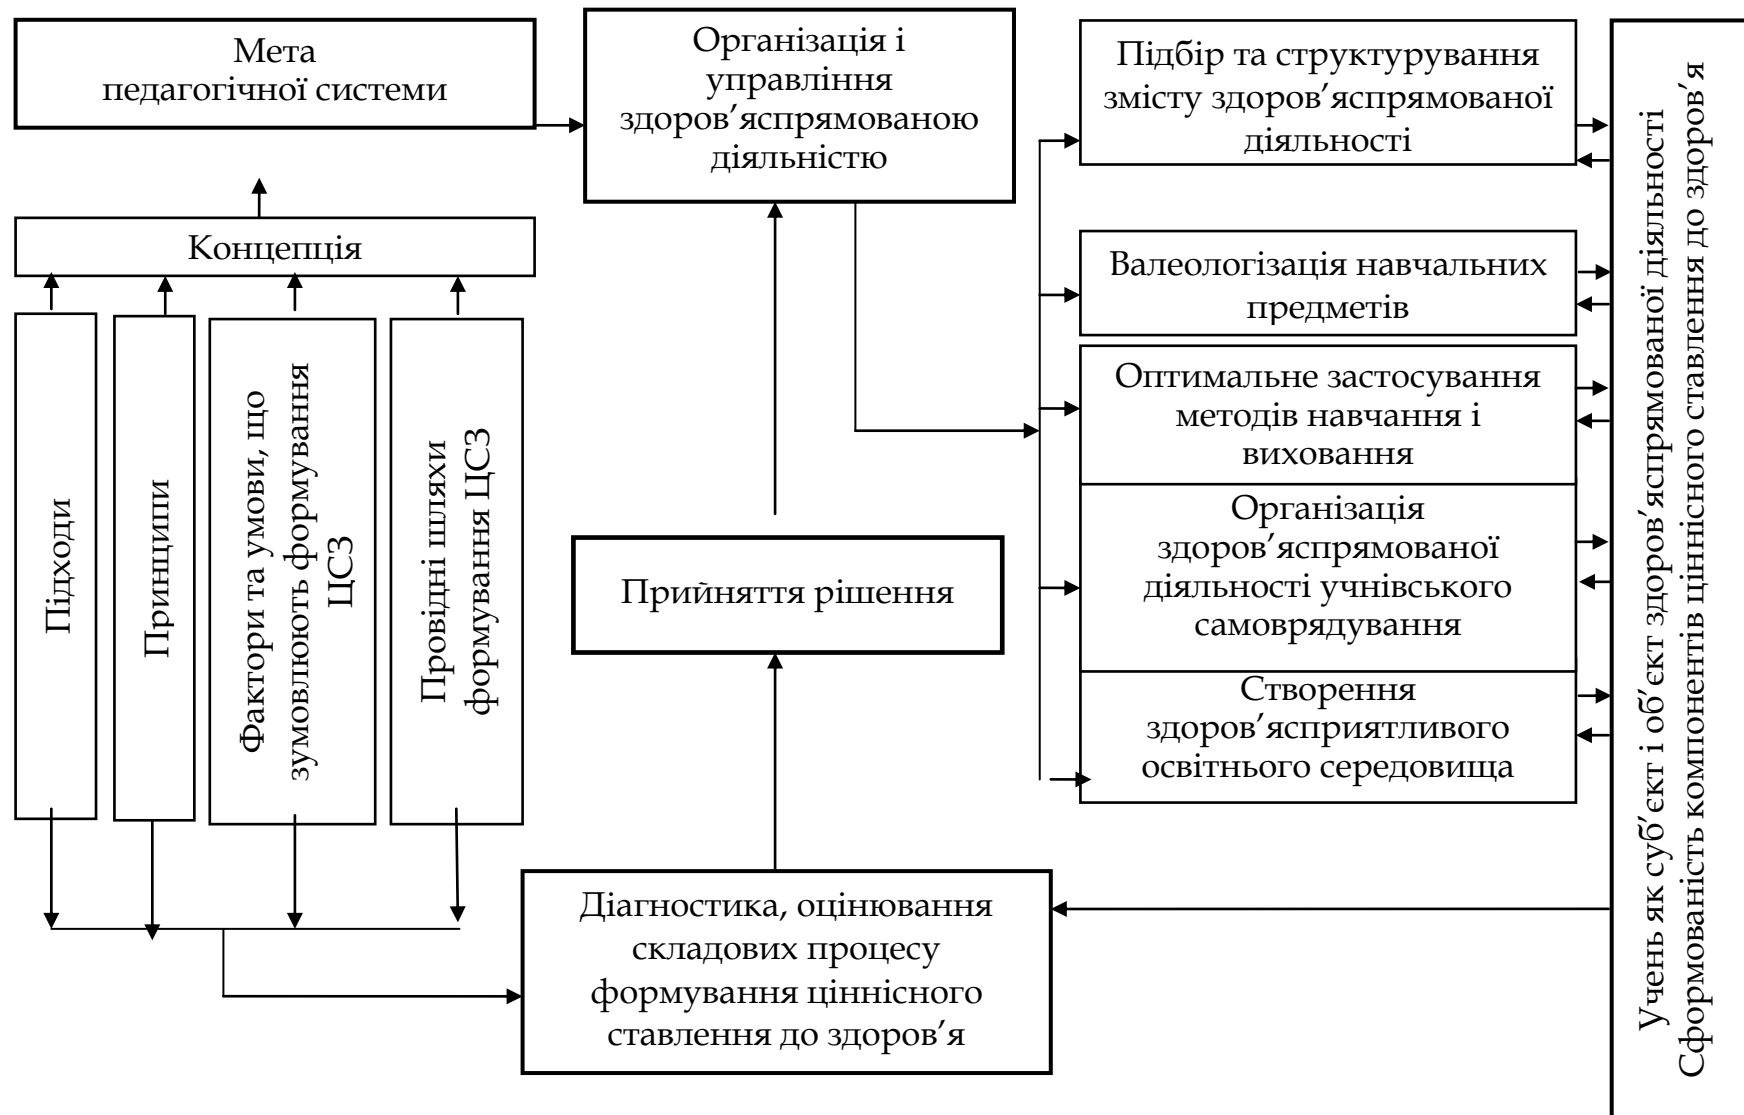 Мета
педагогічної системи
Організація і
управління
здоров’яспрямованою
діяльністю
Підбір та структурування
змісту здоров’яспрямованої
діяльності
Концепція
Валеологізація навчальних
предметів
Підходи
Принципи
Фактори та умови, що
зумовлюють формування
ЦСЗ
Провідні шляхи
формування ЦСЗ
Оптимальне застосування
методів навчання і
виховання
Організація
здоров’яспрямованої
діяльності учнівського
самоврядування
Прийняття рішення
Створення
здоров’ясприятливого
освітнього середовища
Діагностика, оцінювання
складових процесу
формування ціннісного
ставлення до здоров’я
Учень як суб’єкт і об’єкт здоров’яспрямованої діяльності
Сформованість компонентів ціннісного ставлення до здоров’я